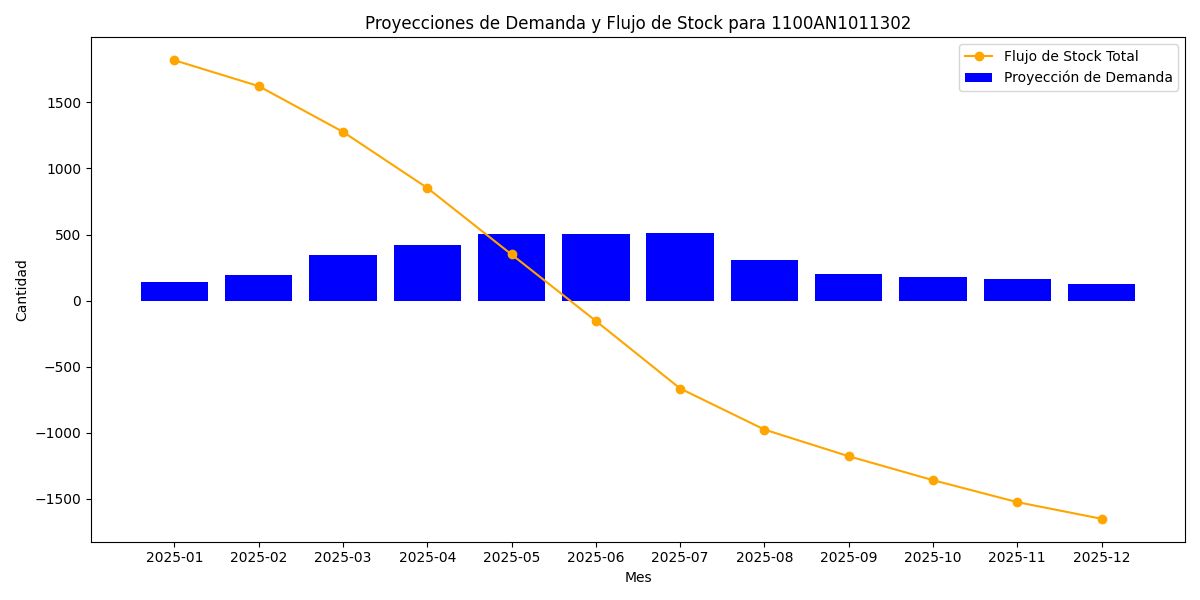 Proyecciones de Demanda y Flujo de Stock para 1100AN1011302
Flujo de Stock Total
Proyección de Demanda
Cantidad
1500
1000
500
0
−500
−1000
−1500
2025-01 2025-02 2025-03 2025-04 2025-05 2025-06 2025-07 2025-08 2025-09 2025-10 2025-11 2025-12
Mes